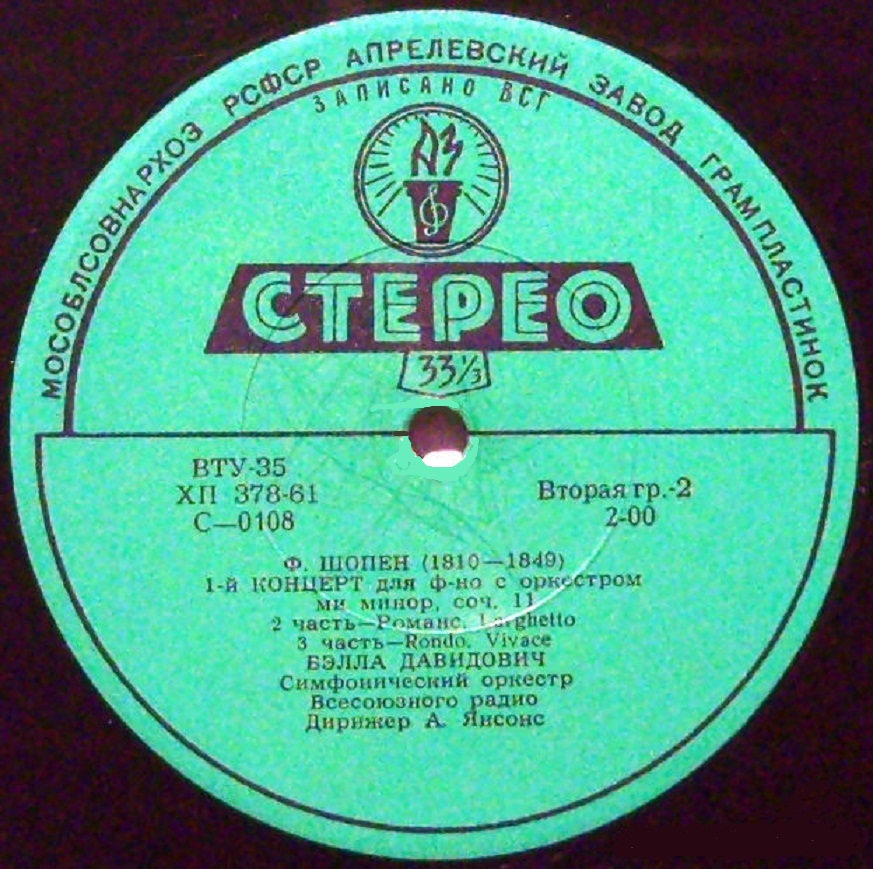 МОСОБЛСОВНАРХОЗ РСФСР АПРЕЛЕВСКИЙ ЗАВОД ГРАМПЛАСТИНОК
ЗАПИСАНО ВСГ
АЗ
СТЕРЕО
33⅓
ВТУ-35
ХП 378-61
С—0108
Вторая гр.-2
2-00
Ф. ШОПЕН (1810—1849)
1-й КОНЦЕРТ для ф-но с оркестром
ми минор, соч. 11
2 часть—Романс. Larghetto
3 часть—Rondo. Vivace
БЭЛЛА ДАВИДОВИЧ
Симфонический оркестр
Всесоюзного радио
Дирижер А. Янсонс